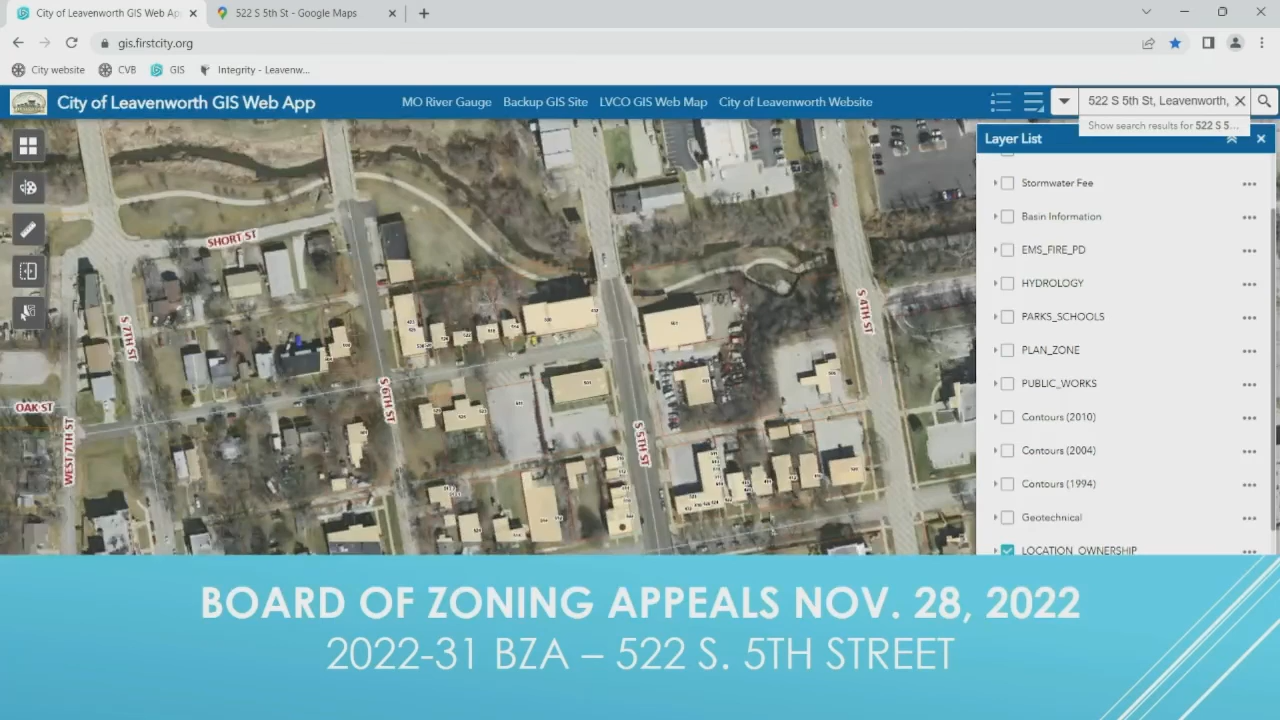 City of Leavenworth GIS Web Ap
522 S 5th St - Google Maps
gis.firstcity.org
City website
CVB
GIS
Integrity - Leavenw...
City of Leavenworth GIS Web App
MO River Gauge
Backup GIS Site
LVCO GIS Web Map
City of Leavenworth Website
522 S 5th St, Leavenworth,
Show search results for 522 S 5...
Layer List
Stormwater Fee
Basin Information
EMS_FIRE_PD
HYDROLOGY
PARKS_SCHOOLS
PLAN_ZONE
PUBLIC_WORKS
Contours (2010)
Contours (2004)
Contours (1994)
Geotechnical
LOCATION_OWNERSHIP
SHORT ST
S 7TH ST
S 4TH ST
OAK ST
WEST 7TH ST
S 6TH ST
S 5TH ST
BOARD OF ZONING APPEALS NOV. 28, 2022
2022-31 BZA – 522 S. 5TH STREET